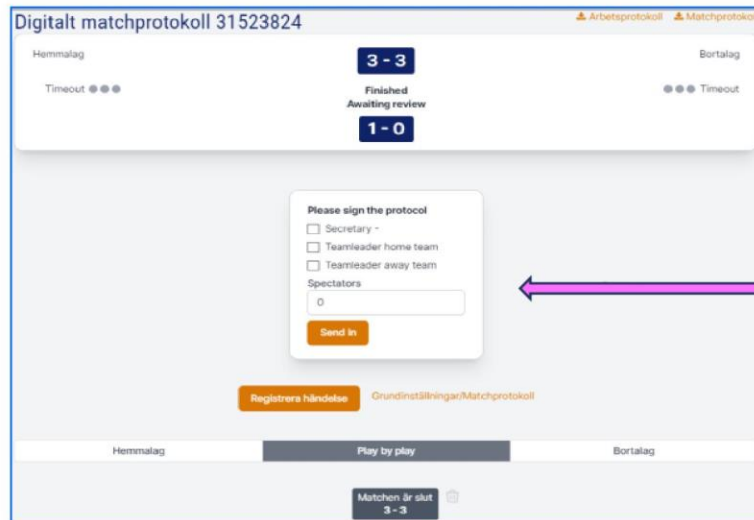 Digitalt matchprotokoll 31523824
Arbetsprotokoll Matchprotokoll
Hemmalag 3 - 3 Bortalag
Timeout Finished Timeout
Awaiting review
1 - 0
Please sign the protocol
Secretary -
Teamleader home team
Teamleader away team
Spectators
0
Send in
Registrera händelse Grundinställningar/Matchprotokoll
Hemmalag Play by play Bortalag
Matchen är slut
3 - 3